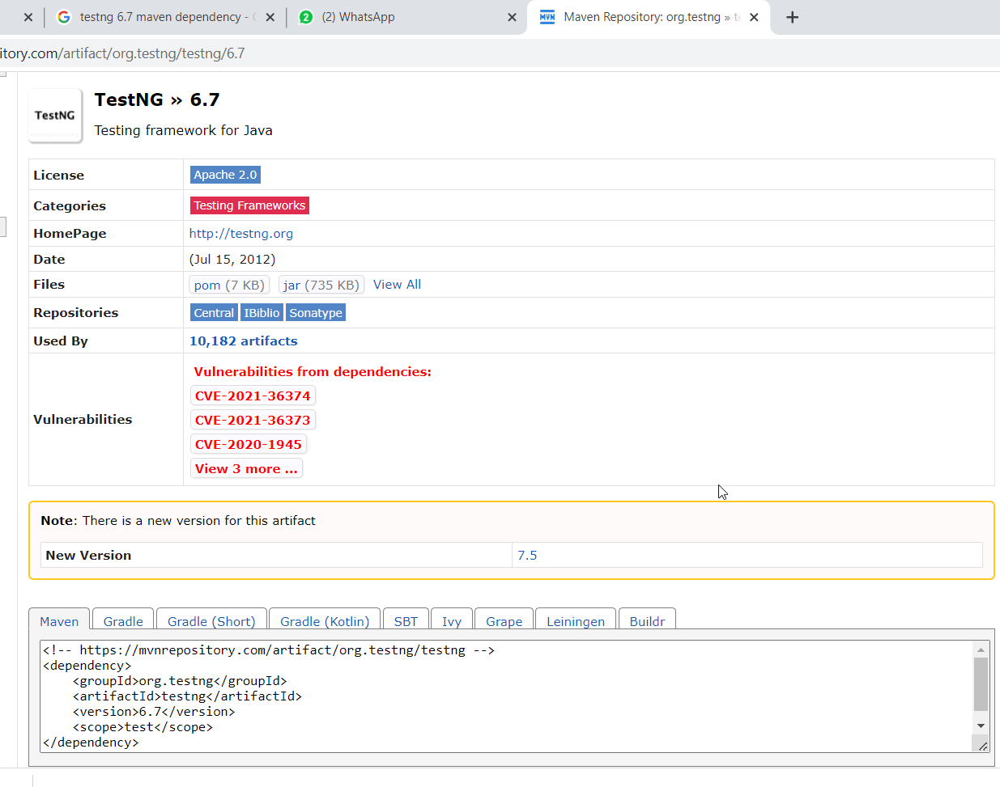 testng 6.7 maven dependency -
2 (2) WhatsApp
MVN Maven Repository: org.testng » te
itory.com/artifact/org.testng/testng/6.7
TestNG
TestNG » 6.7
Testing framework for Java
License Apache 2.0
Categories Testing Frameworks
HomePage http://testng.org
Date (Jul 15, 2012)
Files pom (7 KB) jar (735 KB) View All
Repositories Central IBiblio Sonatype
Used By 10,182 artifacts
Vulnerabilities Vulnerabilities from dependencies:
CVE-2021-36374
CVE-2021-36373
CVE-2020-1945
View 3 more ...
Note: There is a new version for this artifact
New Version 7.5
Maven Gradle Gradle (Short) Gradle (Kotlin) SBT Ivy Grape Leiningen Buildr
<!-- https://mvnrepository.com/artifact/org.testng/testng -->
<dependency>
    <groupId>org.testng</groupId>
    <artifactId>testng</artifactId>
    <version>6.7</version>
    <scope>test</scope>
</dependency>